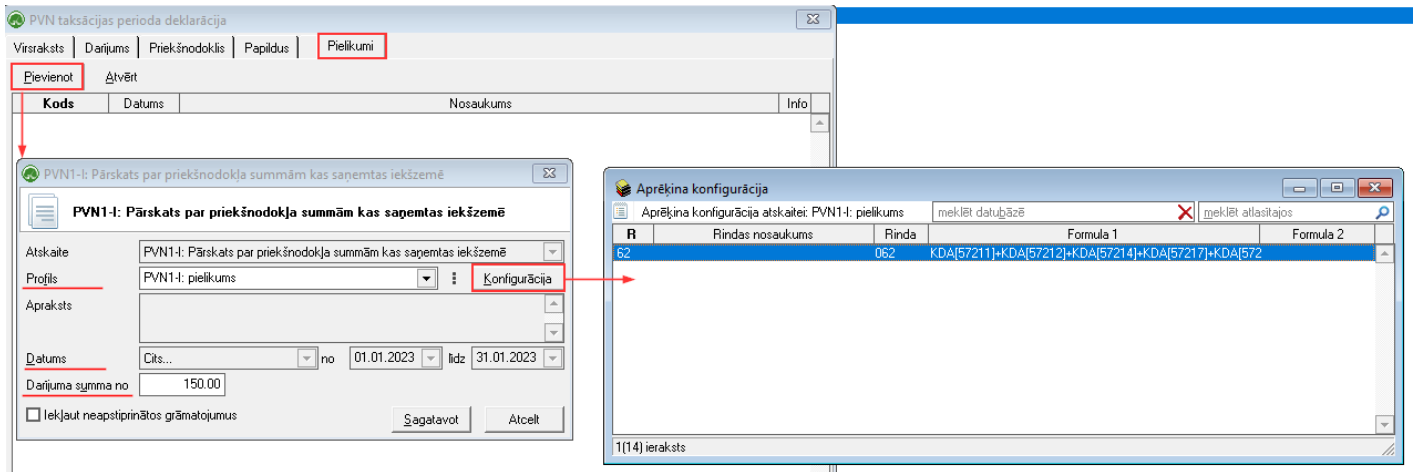 PVN taksācijas perioda deklarācija
Virsraksts Darījums Priekšnodoklis Papildus Pielikumi
Pievienot Atvērt
Kods Datums Nosaukums Info
PVN1-I: Pārskats par priekšnodokļa summām kas saņemtas iekšzemē
PVN1-I: Pārskats par priekšnodokļa summām kas saņemtas iekšzemē
Atskaite PVN1-I: Pārskats par priekšnodokļa summām kas saņemtas iekšzemē
Profils PVN1-I: pielikums Konfigurācija
Apraksts
Datums Cits... no 01.01.2023 līdz 31.01.2023
Darījuma summa no 150.00
Iekļaut neapstiprinātos grāmatojumus Sagatavot Atcelt
Aprēķina konfigurācija
Aprēķina konfigurācija atskaitei: PVN1-I: pielikums meklēt datubāzē meklēt atlasītajos
R Rindas nosaukums Rinda Formula 1 Formula 2
62 062 KDA[57211]+KDA[57212]+KDA[57214]+KDA[57217]+KDA[572
1(14) ieraksts